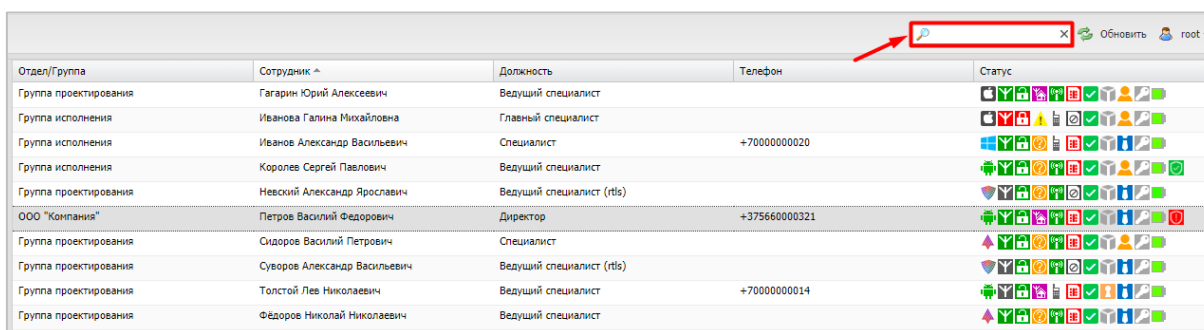 Обновить root
Отдел/Группа Сотрудник Должность Телефон Статус
Группа проектирования Гагарин Юрий Алексеевич Ведущий специалист
Группа исполнения Иванова Галина Михайловна Главный специалист
Группа исполнения Иванов Александр Васильевич Специалист +70000000020
Группа исполнения Королев Сергей Павлович Ведущий специалист
Группа проектирования Невский Александр Ярославич Ведущий специалист (rtls)
ООО "Компания" Петров Василий Федорович Директор +375660000321
Группа проектирования Сидоров Василий Петрович Специалист
Группа проектирования Суворов Александр Васильевич Ведущий специалист (rtls)
Группа проектирования Толстой Лев Николаевич Ведущий специалист +70000000014
Группа проектирования Фёдоров Николай Николаевич Ведущий специалист